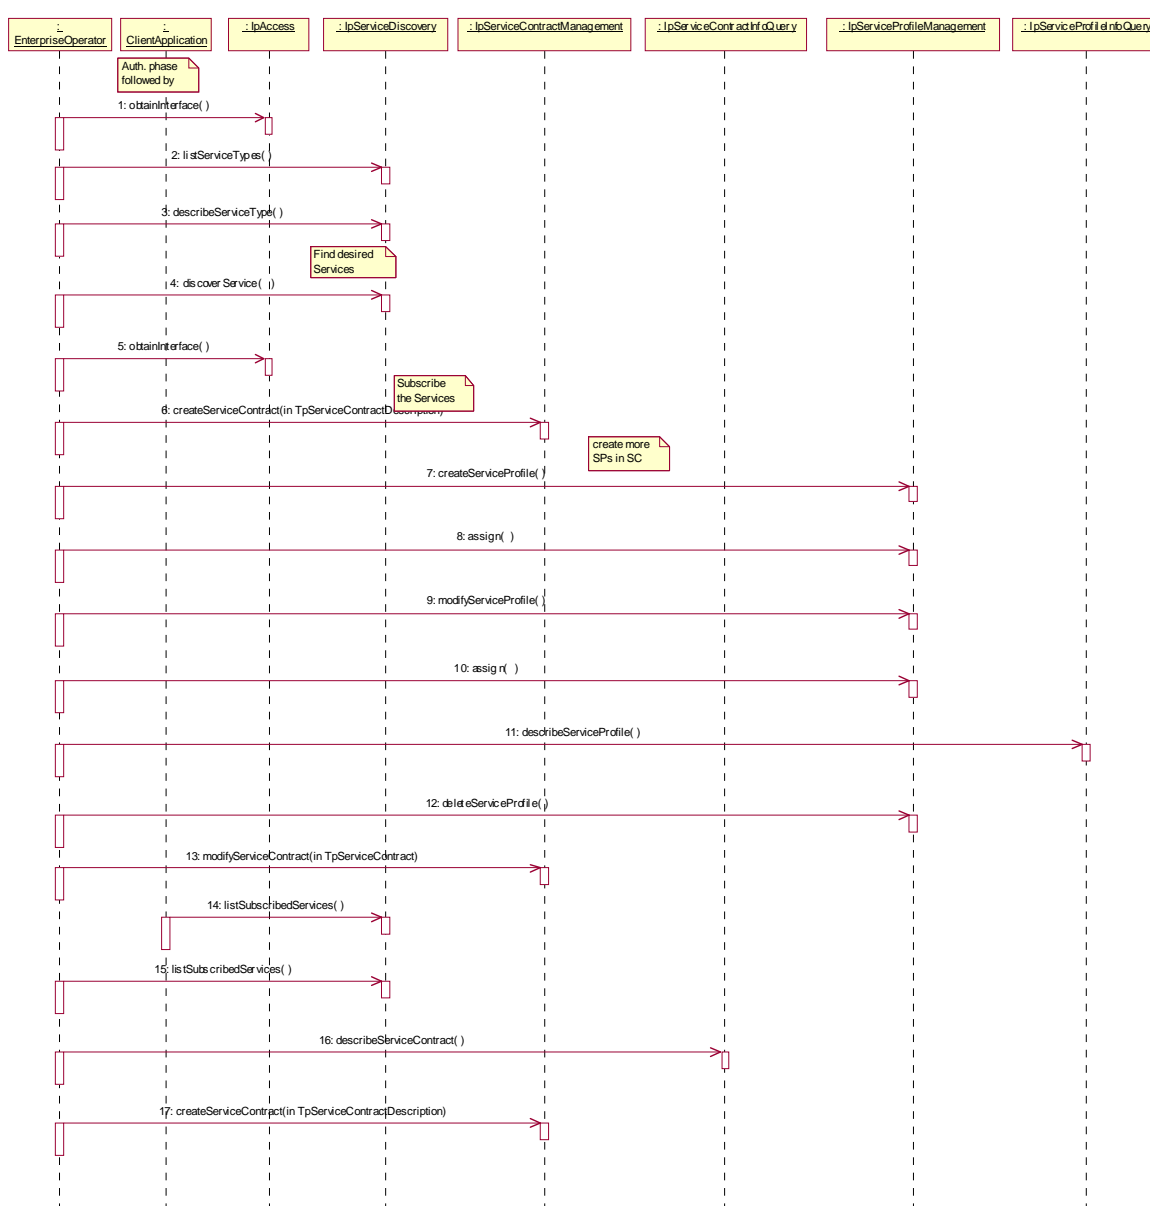 :
EnterpriseOperator
:
ClientApplication
: IpAccess
: IpServiceDiscovery
: IpServiceContractManagement
: IpServiceContractInfoQuery
: IpServiceProfileManagement
: IpServiceProfileInfoQuery
Auth. phase
followed by
1: obtainInterface( )
2: listServiceTypes( )
3: describeServiceType( )
Find desired
Services
4: discoverService( )
5: obtainInterface( )
Subscribe
the Services
6: createServiceContract(in TpServiceContractDescription)
create more
SPs in SC
7: createServiceProfile( )
8: assign( )
9: modifyServiceProfile( )
10: assign( )
11: describeServiceProfile( )
12: deleteServiceProfile( )
13: modifyServiceContract(in TpServiceContract)
14: listSubscribedServices( )
15: listSubscribedServices( )
16: describeServiceContract( )
17: createServiceContract(in TpServiceContractDescription)